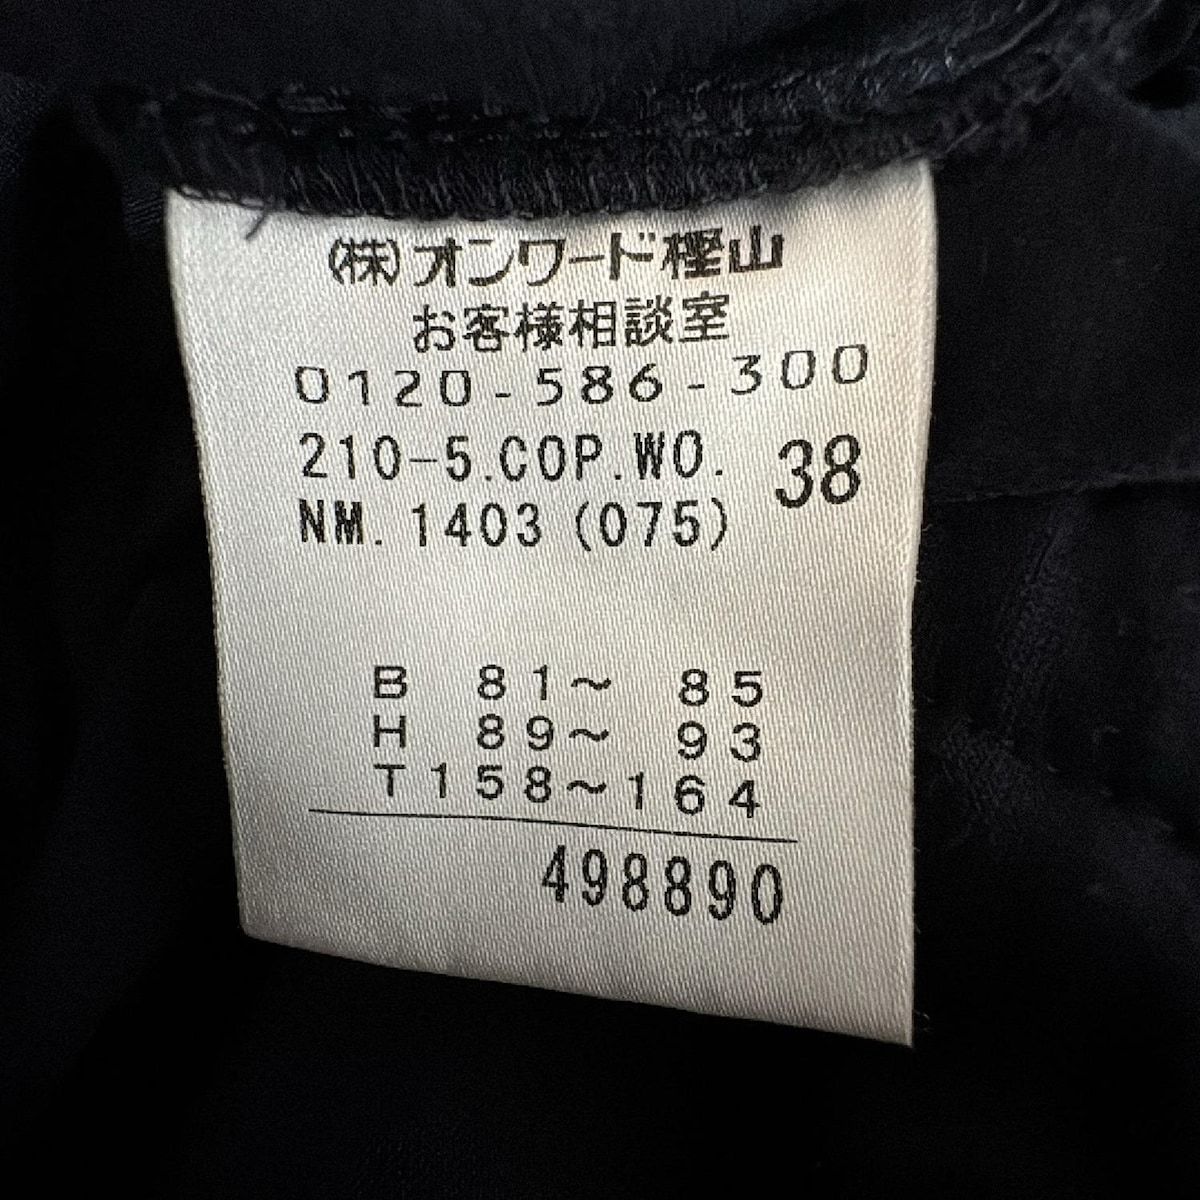 (株)オンワード樫山
お客様相談室
0120-586-300
210-5.COP.WO. 38
NM. 1403 (075)
B 81~ 85
H 89~ 93
T158~164
498890